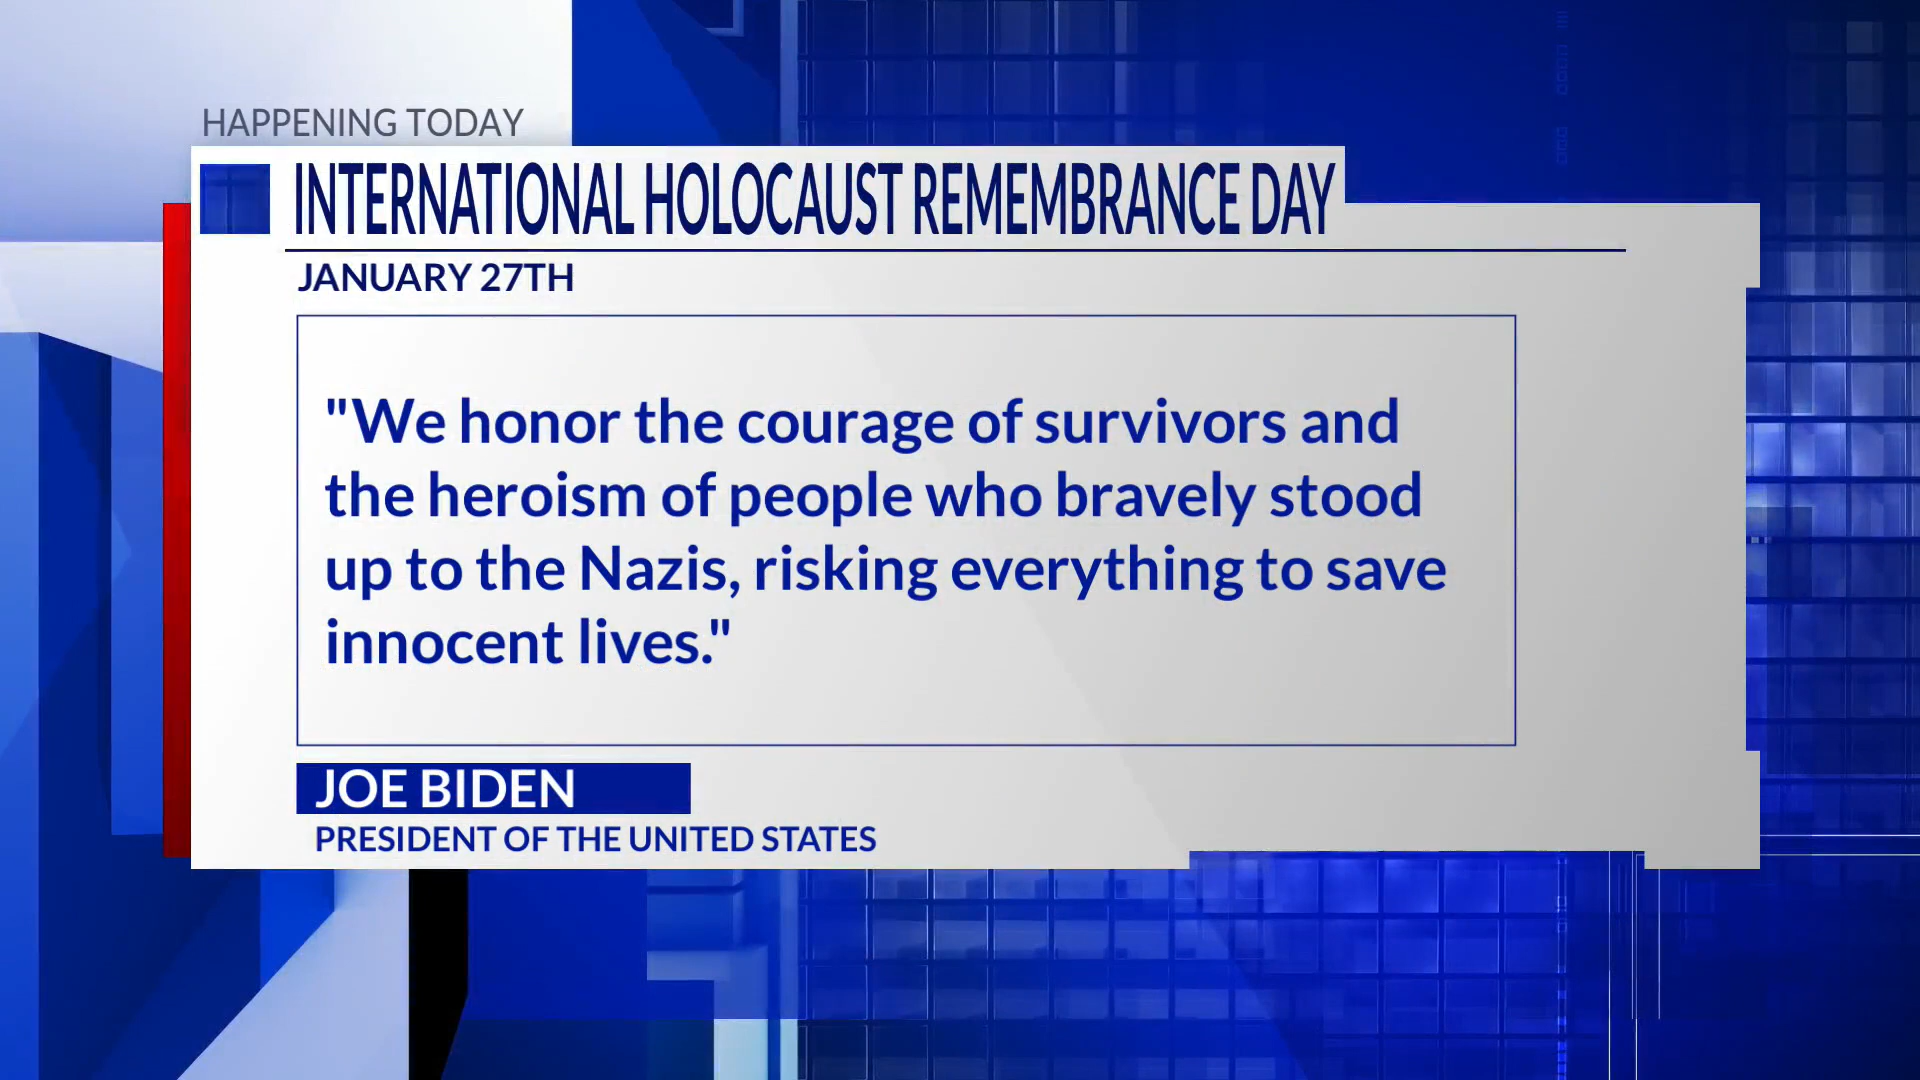 HAPPENING TODAY
INTERNATIONAL HOLOCAUST REMEMBRANCE DAY
JANUARY 27TH
"We honor the courage of survivors and
the heroism of people who bravely stood
up to the Nazis, risking everything to save
innocent lives."
JOE BIDEN
PRESIDENT OF THE UNITED STATES